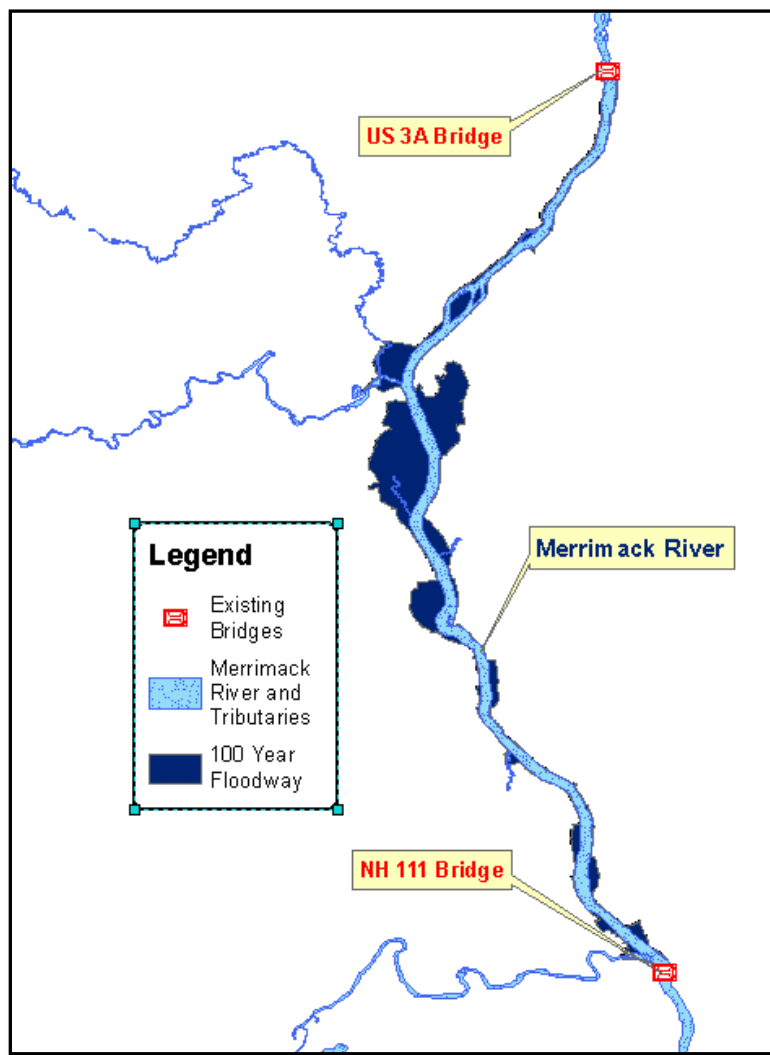 US 3A Bridge
Merrimack River
Legend
Existing
Bridges
Merrimack
River and
Tributaries
100 Year
Floodway
NH 111 Bridge